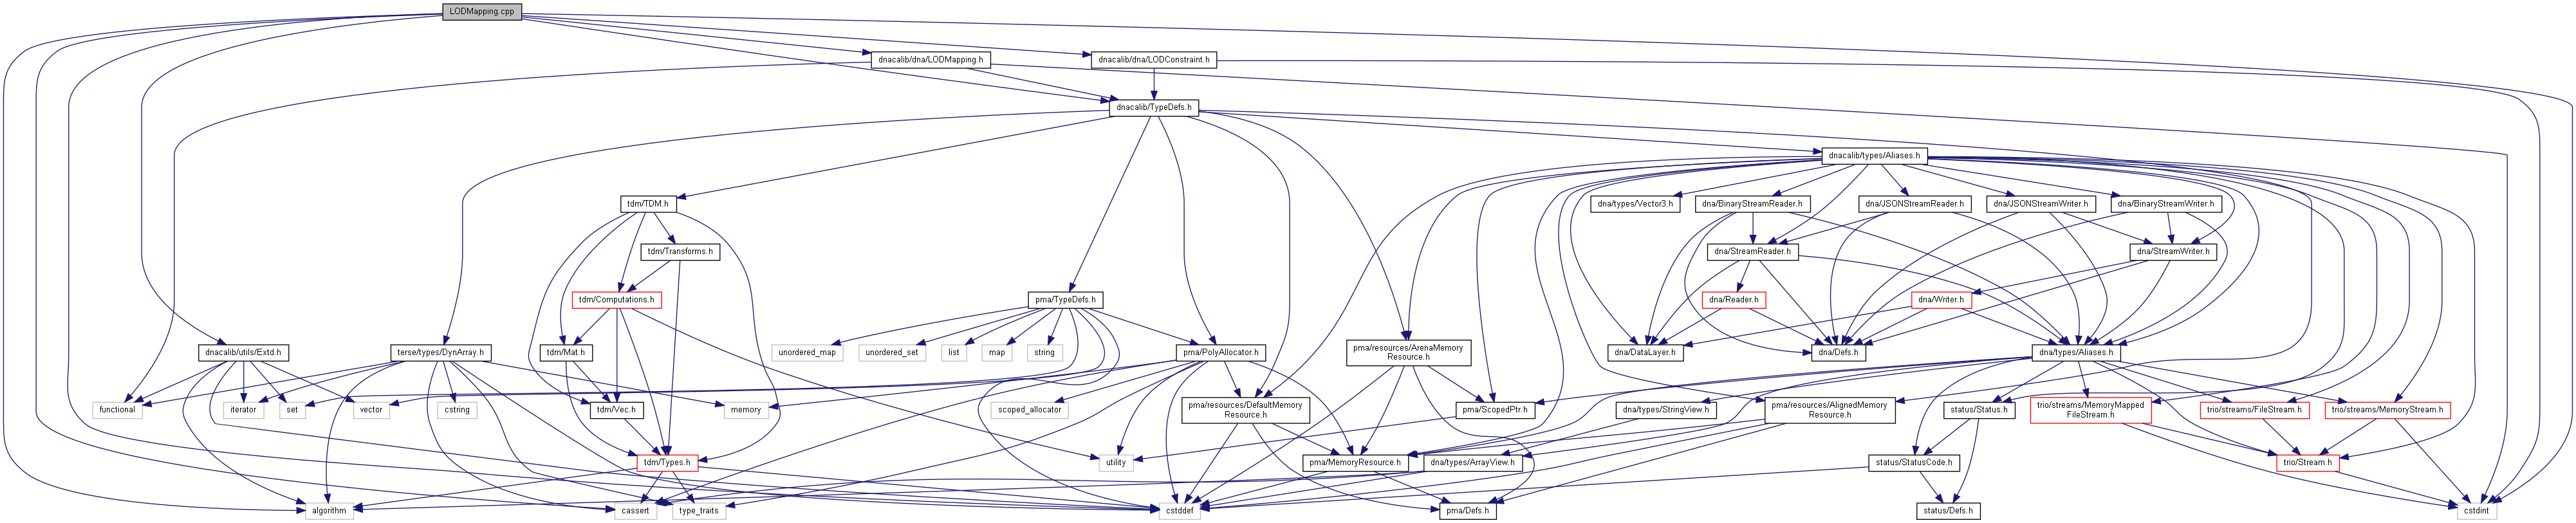 LODMapping.cpp
dnacalib/dna/LODMapping.h
dnacalib/dna/LODConstraint.h
dnacalib/TypeDefs.h
dnacalib/types/Aliases.h
tdm/TDM.h
dna/types/Vector3.h
dna/BinaryStreamReader.h
dna/JSONStreamReader.h
dna/JSONStreamWriter.h
dna/BinaryStreamWriter.h
tdm/Transforms.h
dna/StreamReader.h
dna/StreamWriter.h
tdm/Computations.h
pma/TypeDefs.h
dna/Reader.h
dna/Writer.h
dnacalib/utils/Extd.h
terse/types/DynArray.h
tdm/Mat.h
unordered_map
unordered_set
list
map
string
pma/PolyAllocator.h
pma/resources/ArenaMemory
Resource.h
dna/DataLayer.h
dna/Defs.h
dna/types/Aliases.h
functional
iterator
set
vector
cstring
tdm/Vec.h
memory
scoped_allocator
pma/resources/DefaultMemory
Resource.h
pma/ScopedPtr.h
dna/types/StringView.h
pma/resources/AlignedMemory
Resource.h
status/Status.h
trio/streams/MemoryMapped
FileStream.h
trio/streams/FileStream.h
trio/streams/MemoryStream.h
tdm/Types.h
utility
pma/MemoryResource.h
dna/types/ArrayView.h
status/StatusCode.h
trio/Stream.h
algorithm
cassert
type_traits
cstddef
pma/Defs.h
status/Defs.h
cstdint